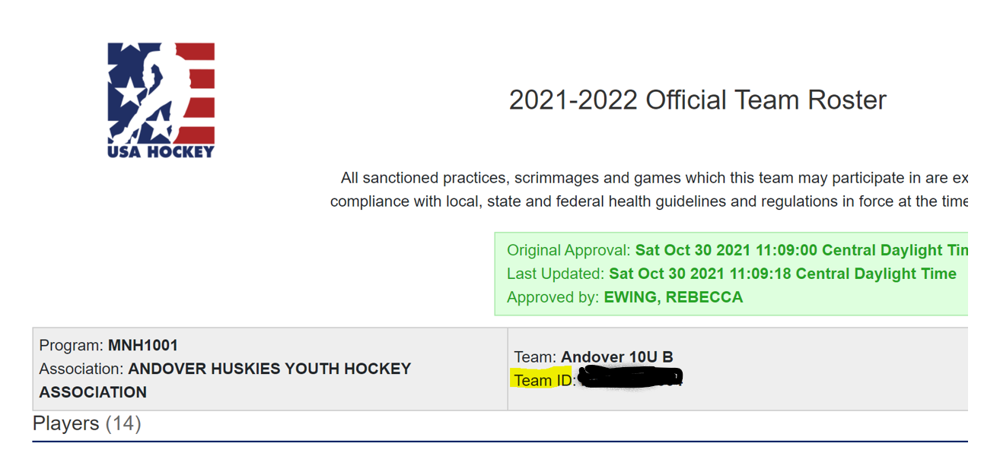 USA HOCKEY
2021-2022 Official Team Roster
All sanctioned practices, scrimmages and games which this team may participate in are ex
compliance with local, state and federal health guidelines and regulations in force at the time
Original Approval: Sat Oct 30 2021 11:09:00 Central Daylight Tim
Last Updated: Sat Oct 30 2021 11:09:18 Central Daylight Time
Approved by: EWING, REBECCA
Program: MNH1001
Association: ANDOVER HUSKIES YOUTH HOCKEY
ASSOCIATION
Team: Andover 10U B
Team ID:
Players (14)